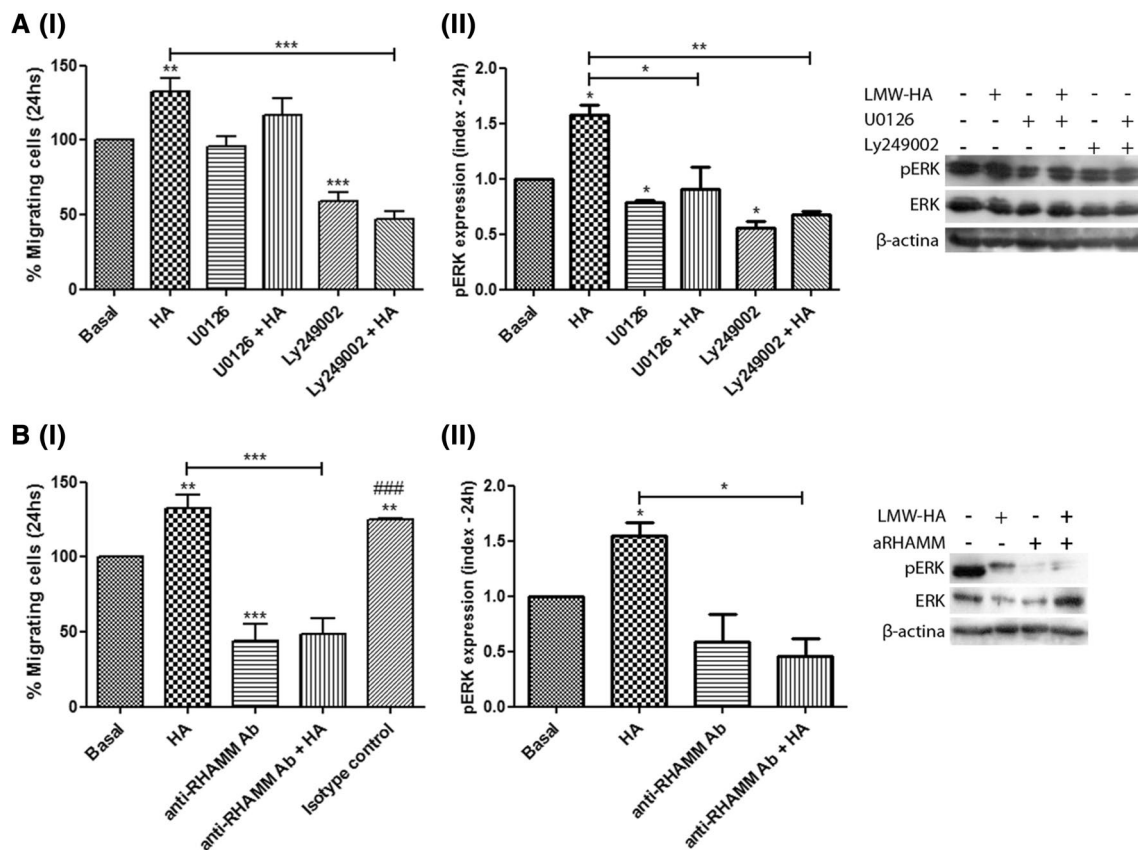 A (I)
% Migrating cells (24hs)
150
100
50
0
***
**
***
Basal
HA
U0126
U0126 + HA
Ly249002
Ly249002 + HA
(II)
pERK expression (index - 24h)
2.0
1.5
1.0
0.5
0.0
**
*
*
*
*
Basal
HA
U0126
U0126 + HA
Ly249002
Ly249002 + HA
LMW-HA - + - + - +
U0126 - - + + - +
Ly249002 - - - - + +
pERK
ERK
β-actina
B (I)
% Migrating cells (24hs)
150
100
50
0
***
**
***
###
**
Basal
HA
anti-RHAMM Ab
anti-RHAMM Ab + HA
Isotype control
(II)
pERK expression (index - 24h)
2.0
1.5
1.0
0.5
0.0
*
*
Basal
HA
anti-RHAMM Ab
anti-RHAMM Ab + HA
LMW-HA - + - +
aRHAMM - - + +
pERK
ERK
β-actina